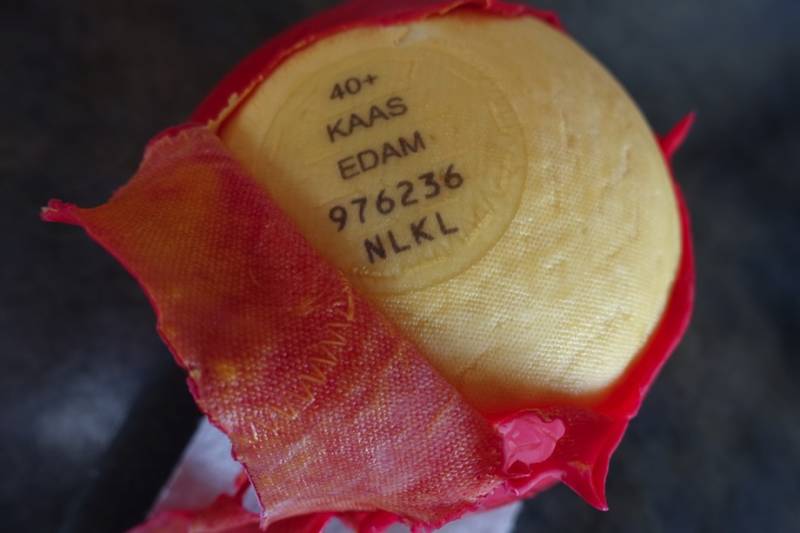 40+
KAAS
EDAM
976236
NLKL